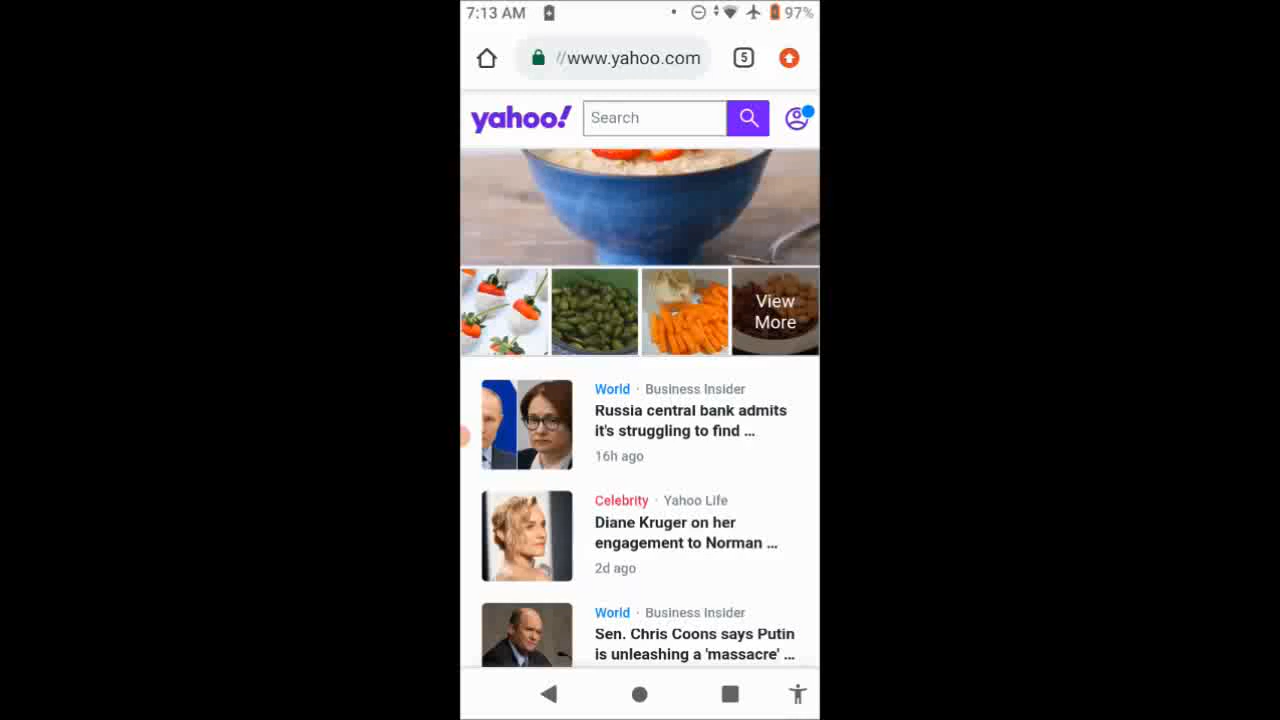 7:13 AM
97%
//www.yahoo.com
5
yahoo!
Search
View
More
World · Business Insider
Russia central bank admits
it's struggling to find ...
16h ago
Celebrity · Yahoo Life
Diane Kruger on her
engagement to Norman ...
2d ago
World · Business Insider
Sen. Chris Coons says Putin
is unleashing a 'massacre' ...